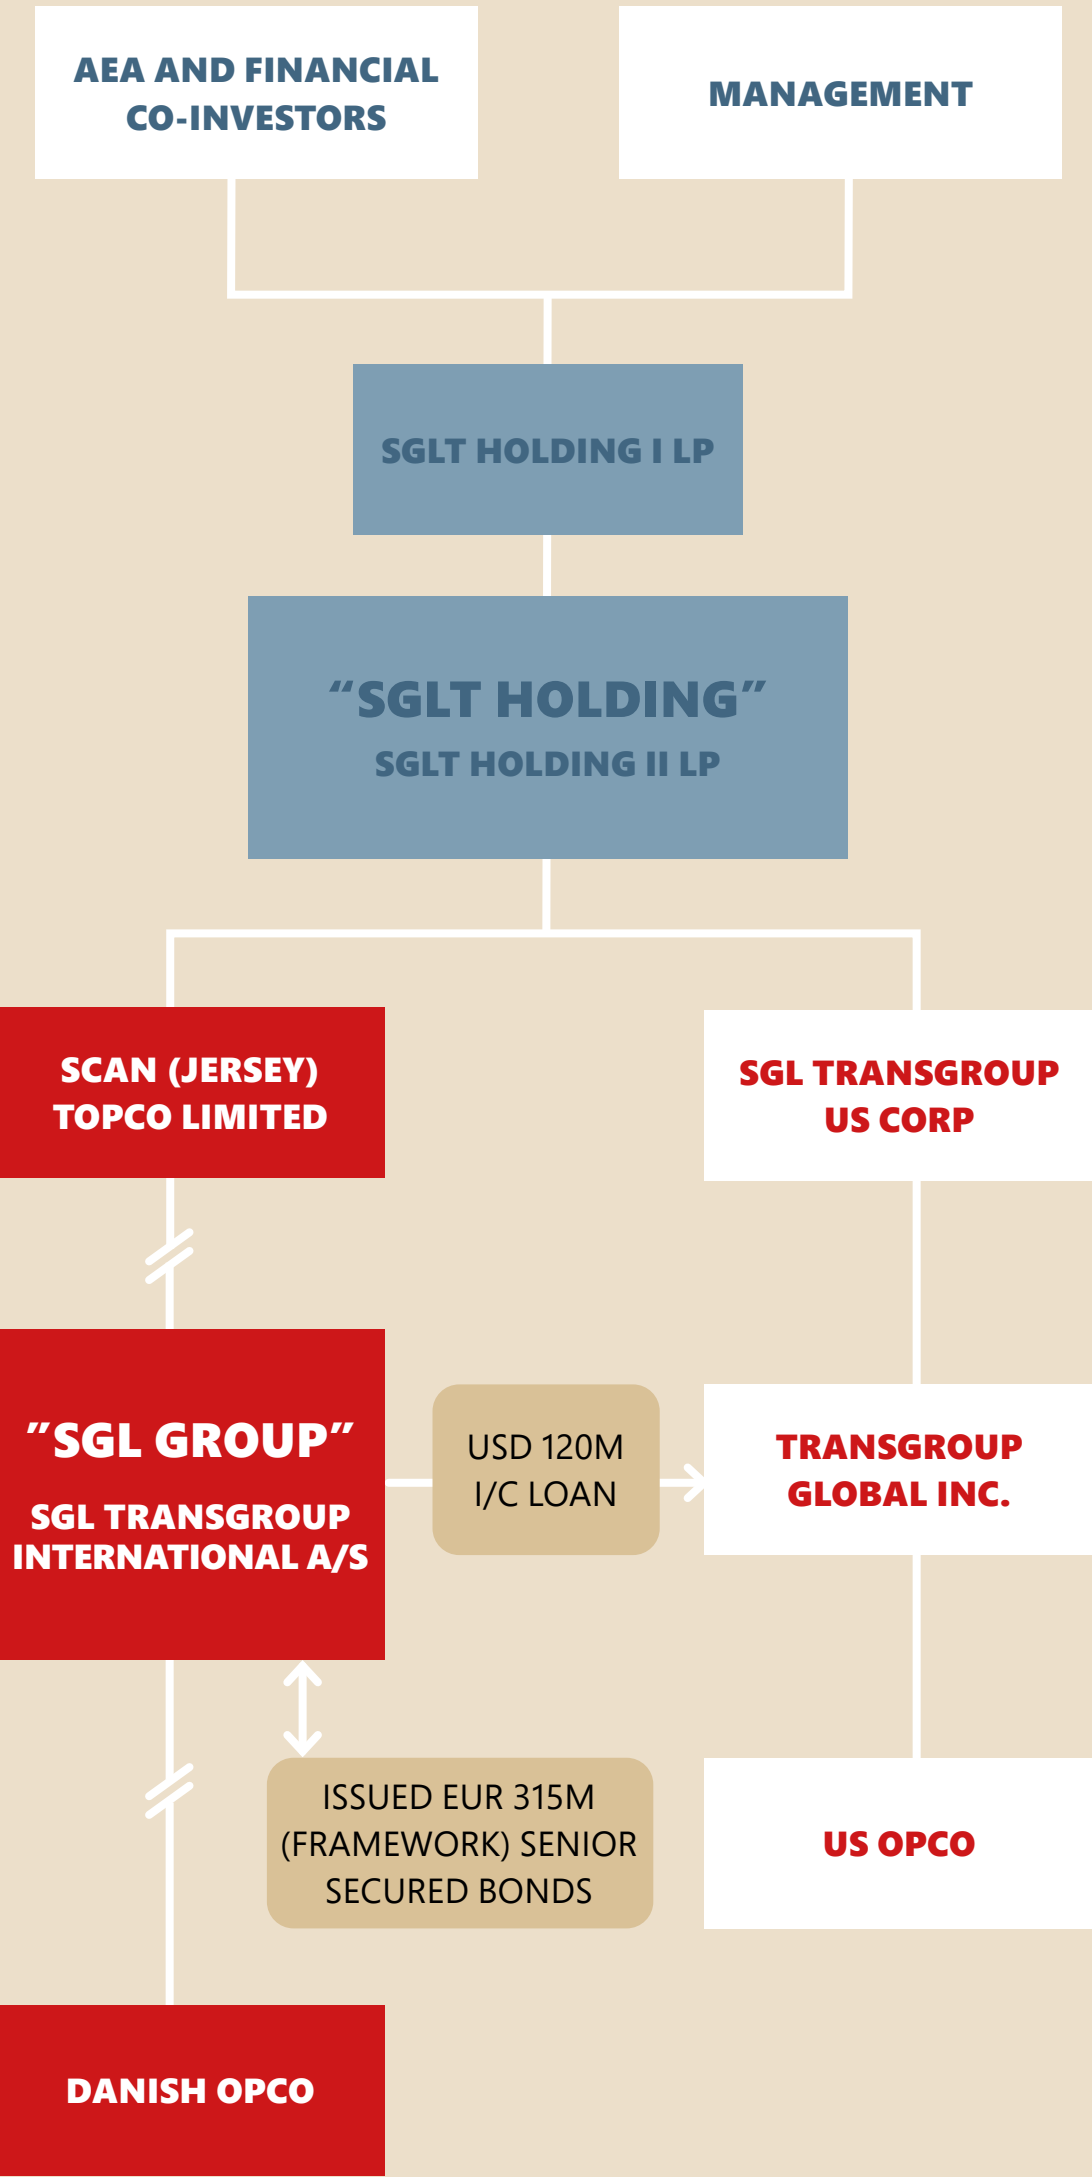 AEA AND FINANCIAL
CO-INVESTORS
MANAGEMENT
SGLT HOLDING I LP
“SGLT HOLDING”
SGLT HOLDING II LP
SCAN (JERSEY)
TOPCO LIMITED
SGL TRANSGROUP
US CORP
”SGL GROUP”
SGL TRANSGROUP
INTERNATIONAL A/S
USD 120M
I/C LOAN
TRANSGROUP
GLOBAL INC.
ISSUED EUR 315M
(FRAMEWORK) SENIOR
SECURED BONDS
US OPCO
DANISH OPCO